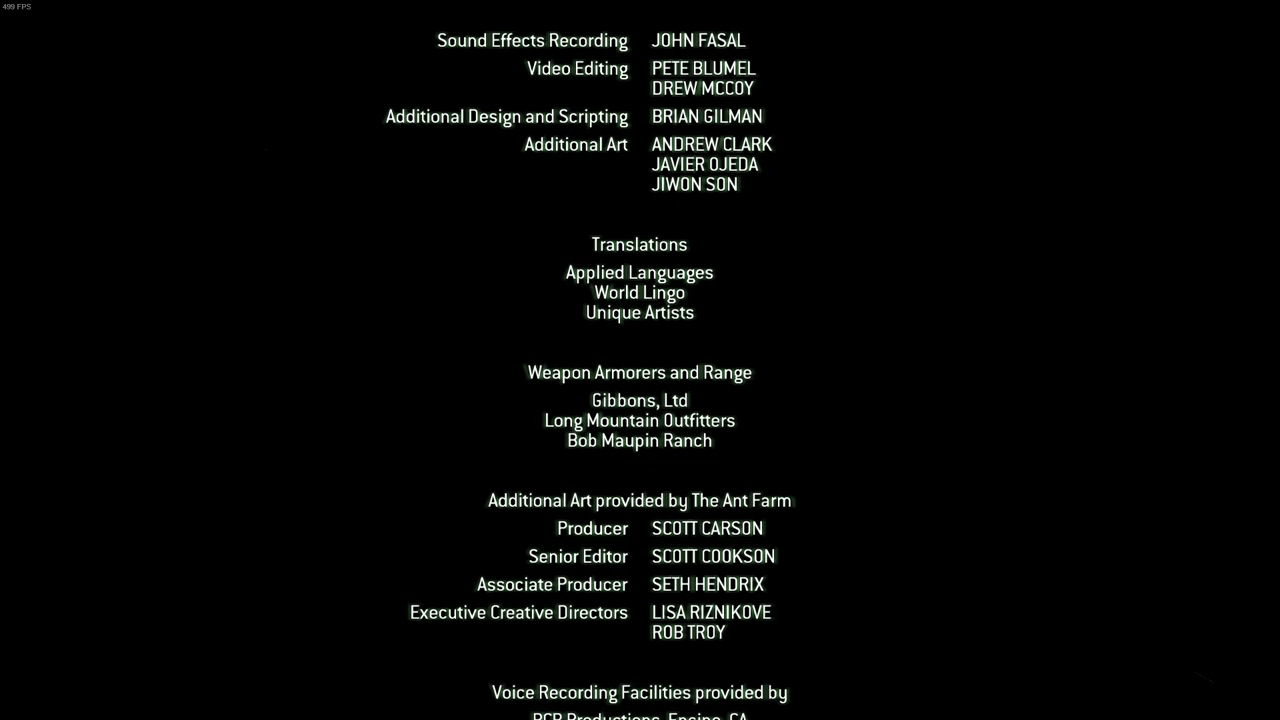 499 FPS
Sound Effects Recording JOHN FASAL
Video Editing PETE BLUMEL
DREW MCCOY
Additional Design and Scripting BRIAN GILMAN
Additional Art ANDREW CLARK
JAVIER OJEDA
JIWON SON
Translations
Applied Languages
World Lingo
Unique Artists
Weapon Armorers and Range
Gibbons, Ltd
Long Mountain Outfitters
Bob Maupin Ranch
Additional Art provided by The Ant Farm
Producer SCOTT CARSON
Senior Editor SCOTT COOKSON
Associate Producer SETH HENDRIX
Executive Creative Directors LISA RIZNIKOVE
ROB TROY
Voice Recording Facilities provided by
PCB Productions, Encino, CA